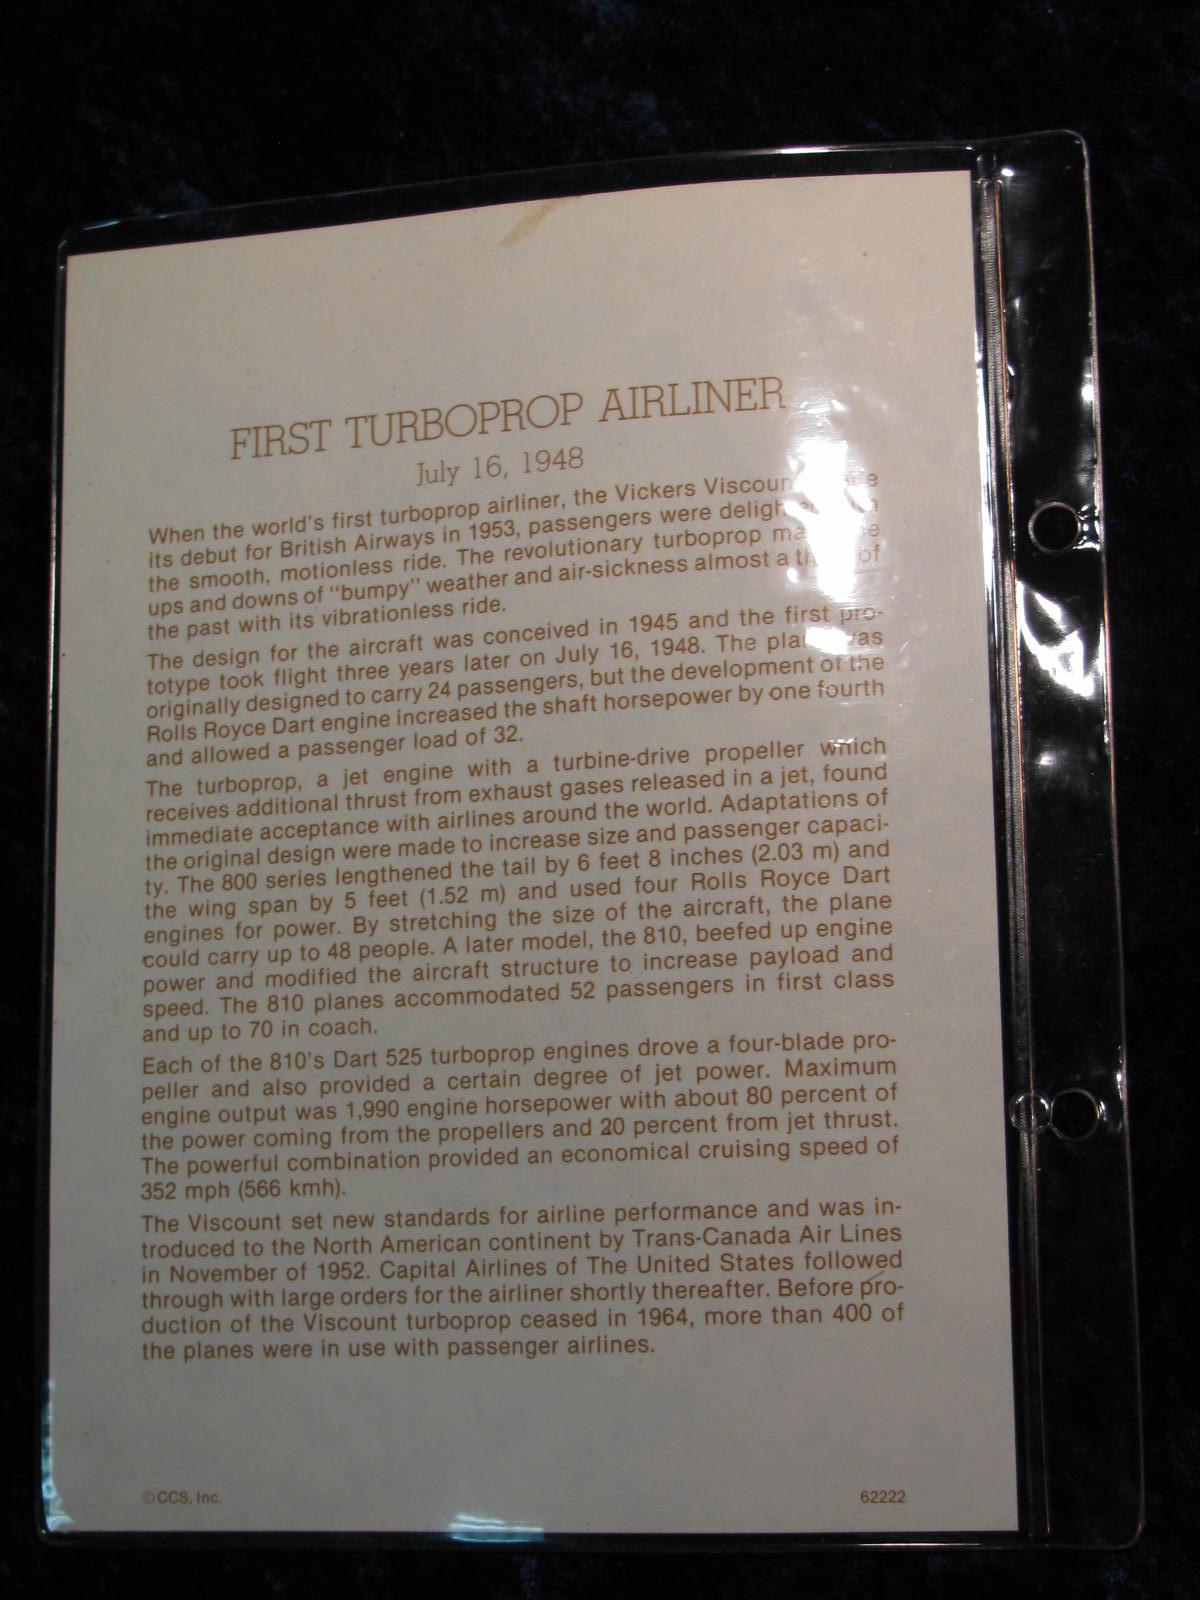 FIRST TURBOPROP AIRLINER
July 16, 1948
When the world's first turboprop airliner, the Vickers
its debut for British Airways in 1953, passengers were
the smooth, motionless ride. The revolutionary turboprop
ups and downs of "bumpy" weather and air-sickness almost a of
the past with its vibrationless ride.
The design for the aircraft was conceived in 1945 and the first pro-
totype took flight three years later on July 16, 1948. The
originally designed to carry 24 passengers, but the development of the
Rolls Royce Dart engine increased the shaft horsepower by one fourth
and allowed a passenger load of 32.
The turboprop, a jet engine with a turbine-drive propeller which
receives additional thrust from exhaust gases released in a jet, found
immediate acceptance with airlines around the world. Adaptations of
the original design were made to increase size and passenger capaci-
ty. The 800 series lengthened the tail by 6 feet 8 inches (2.03 m) and
the wing span by 5 feet (1.52 m) and used four Rolls Royce Dart
engines for power. By stretching the size of the aircraft, the plane
could carry up to 48 people. A later model, the 810, beefed up engine
power and modified the aircraft structure to increase payload and
speed. The 810 planes accommodated 52 passengers in first class
and up to 70 in coach.
Each of the 810's Dart 525 turboprop engines drove a four-blade pro-
peller and also provided a certain degree of jet power. Maximum
engine output was 1,990 engine horsepower with about 80 percent of
the power coming from the propellers and 20 percent from jet thrust.
The powerful combination provided an economical cruising speed of
352 mph (566 kmh).
The Viscount set new standards for airline performance and was in-
troduced to the North American continent by Trans-Canada Air Lines
in November of 1952. Capital Airlines of The United States followed
through with large orders for the airliner shortly thereafter. Before pro-
duction of the Viscount turboprop ceased in 1964, more than 400 of
the planes were in use with passenger airlines.
©CCS, Inc.
62222